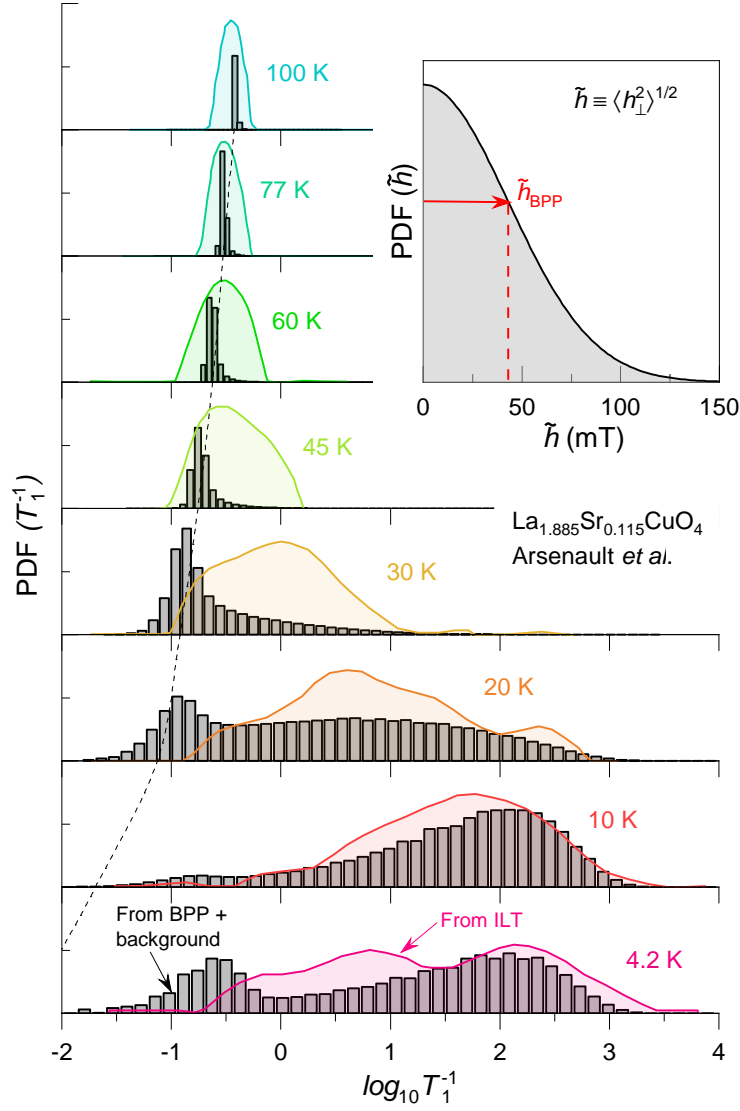 100 K
77 K
60 K
45 K
30 K
20 K
10 K
4.2 K
PDF (T₁⁻¹)
From BPP +
background
From ILT
-2 -1 0 1 2 3 4
log₁₀T₁⁻¹
La₁.₈₈₅Sr₀.₁₁₅CuO₄
Arsenault et al.
h̃ ≡ ⟨h²⊥⟩¹/²
h̃BPP
PDF (h̃)
0 50 100 150
h̃ (mT)